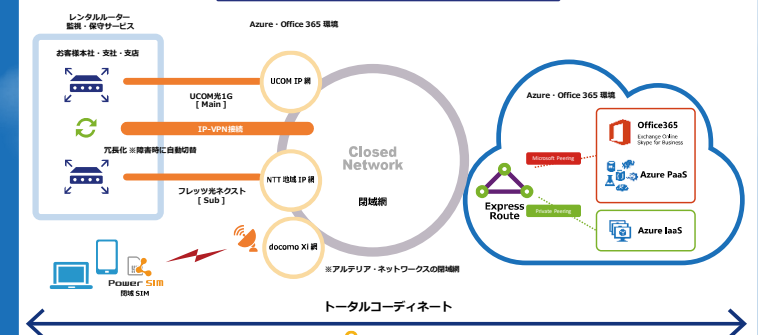 レンタルルーター
監視・保守サービス
Azure・Office 365 環境
お客様本社・支社・支店
UCOM光1G
[ Main ]
UCOM IP 網
IP-VPN接続
冗長化 ※障害時に自動切替
フレッツ光ネクスト
[ Sub ]
NTT 地域 IP 網
docomo Xi 網
Closed
Network
閉域網
※アルテリア・ネットワークスの閉域網
Power SIM
閉域 SIM
Azure・Office 365 環境
Office365
Exchange Online
Skype for Business
Microsoft Peering
Azure PaaS
Express
Route
Private Peering
Azure IaaS
トータルコーディネート